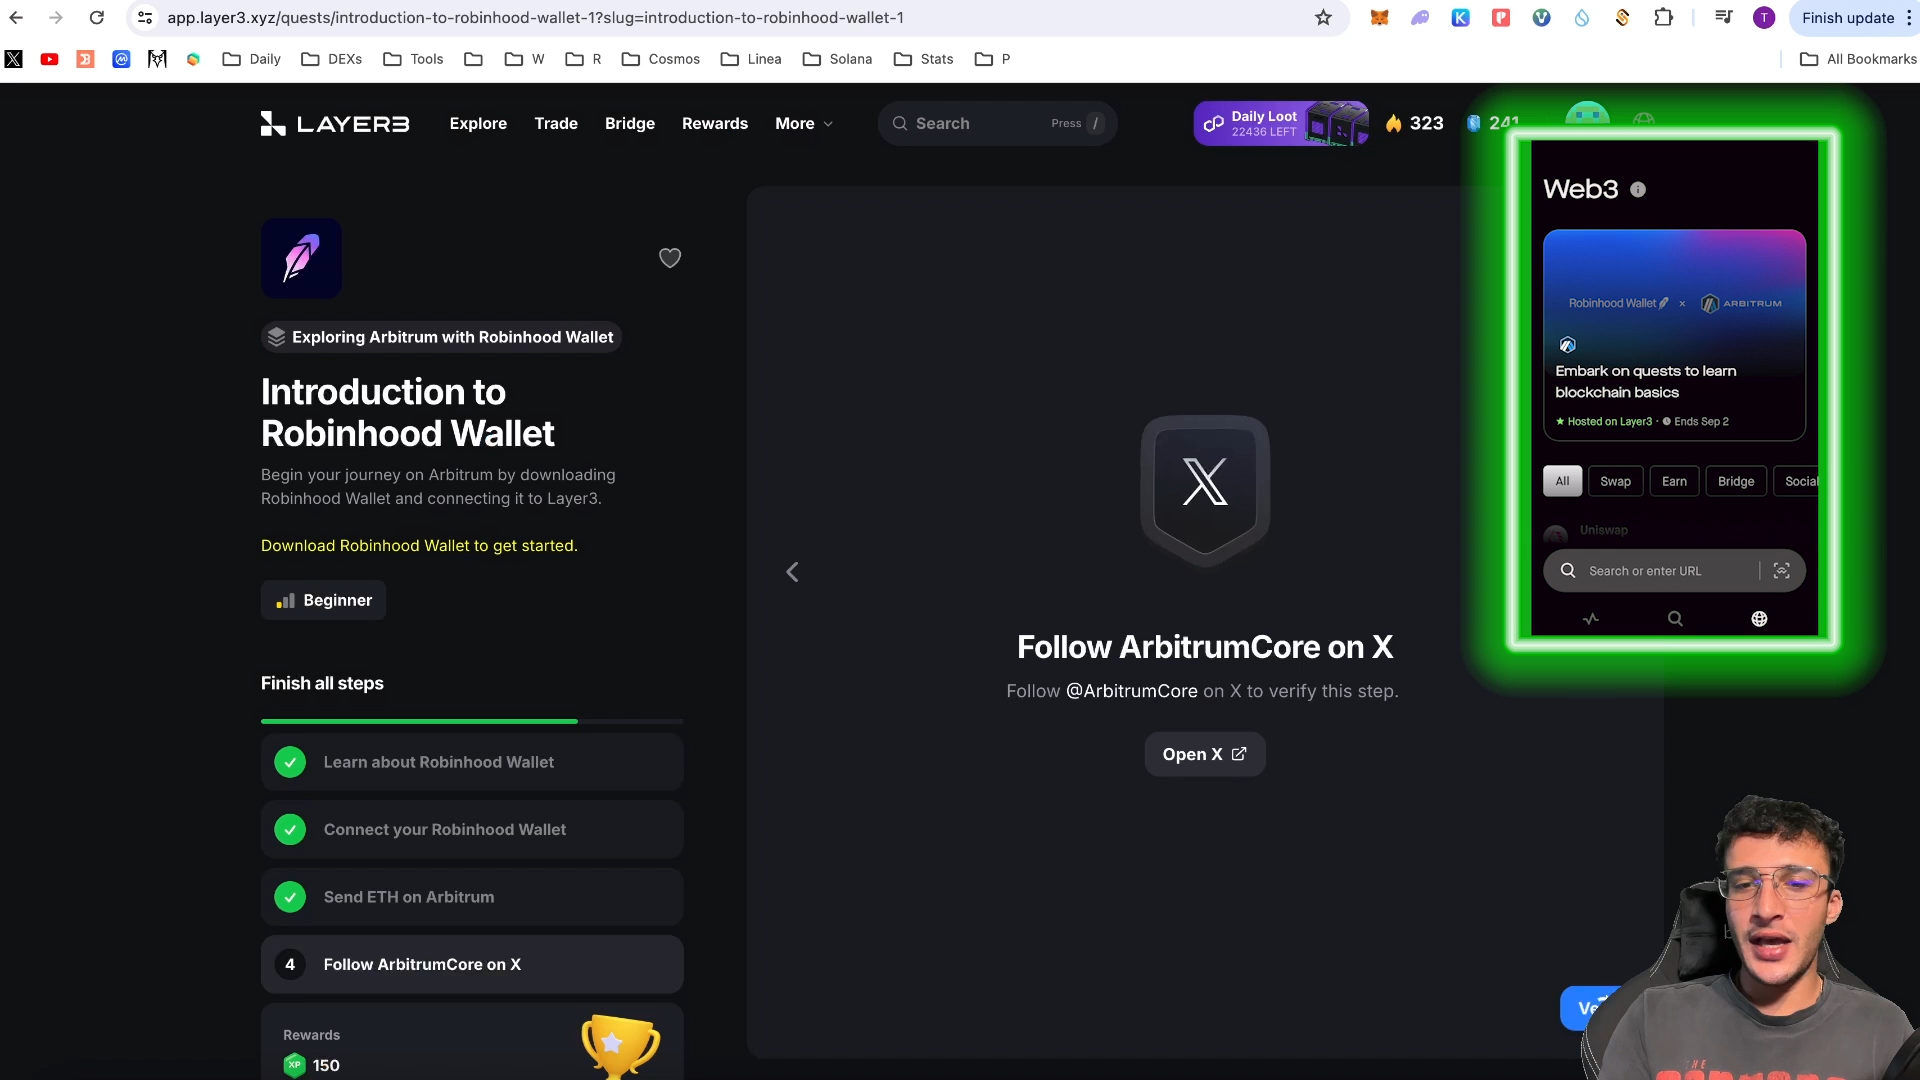 app.layer3.xyz/quests/introduction-to-robinhood-wallet-1?slug=introduction-to-robinhood-wallet-1
T
Finish update
Daily
DEXs
Tools
W
R
Cosmos
Linea
Solana
Stats
P
All Bookmarks
LAYER3
Explore
Trade
Bridge
Rewards
More
Search
Press /
Daily Loot
22436 LEFT
323
241
Exploring Arbitrum with Robinhood Wallet
Introduction to
Robinhood Wallet
Begin your journey on Arbitrum by downloading
Robinhood Wallet and connecting it to Layer3.
Download Robinhood Wallet to get started.
Beginner
Finish all steps
Learn about Robinhood Wallet
Connect your Robinhood Wallet
Send ETH on Arbitrum
4 Follow ArbitrumCore on X
Rewards
XP 150
Follow ArbitrumCore on X
Follow @ArbitrumCore on X to verify this step.
Open X
Web3
Robinhood Wallet × ARBITRUM
Embark on quests to learn
blockchain basics
Hosted on Layer3 · Ends Sep 2
All
Swap
Earn
Bridge
Social
Uniswap
Search or enter URL
THE